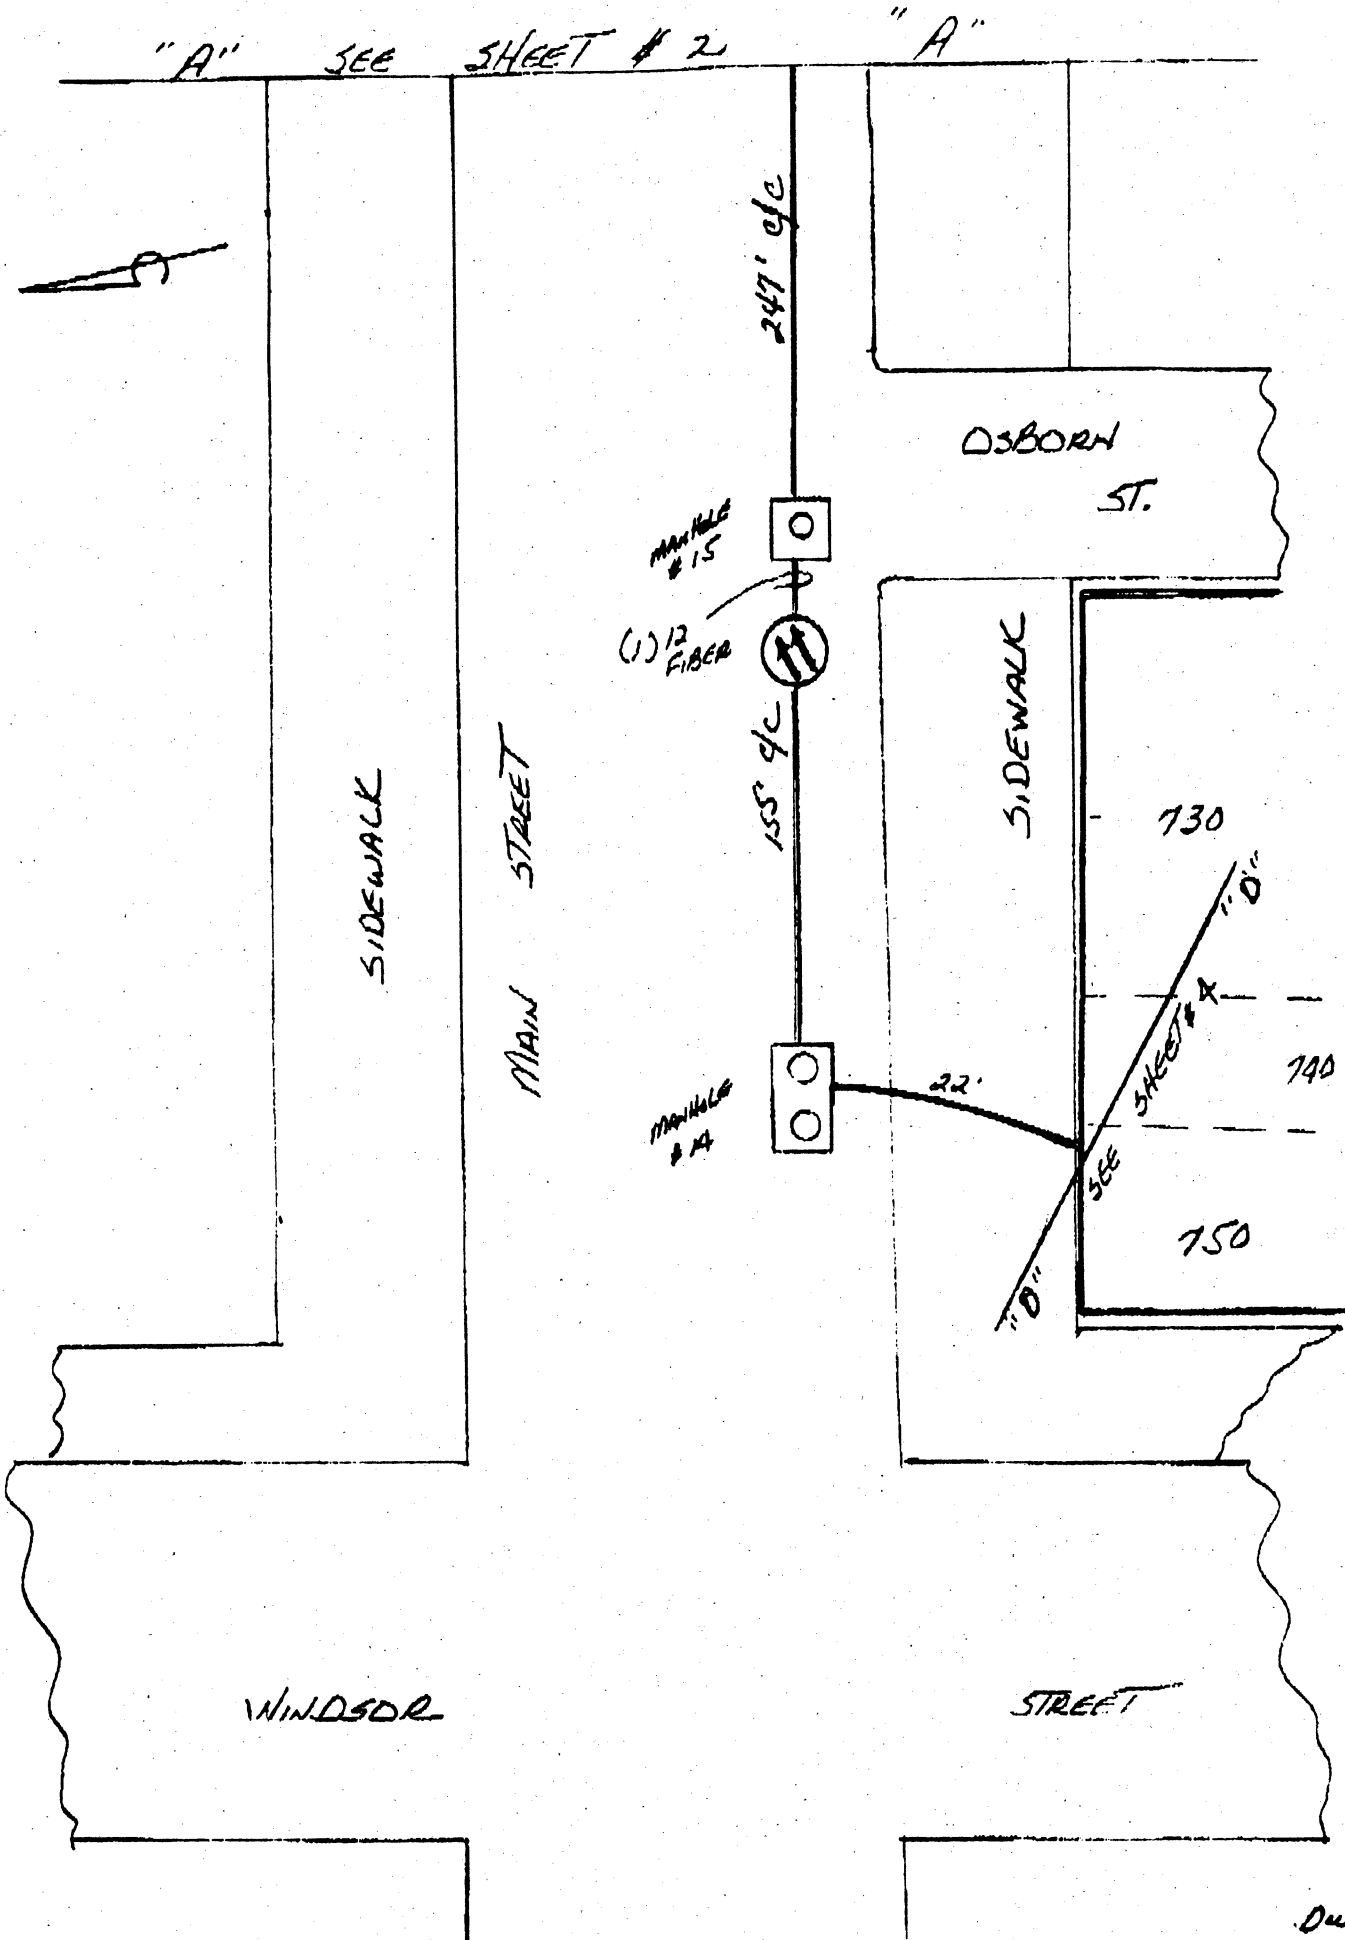 "A" SEE SHEET # 2 "A"
247' c/c
OSBORN
ST.
MANHOLE
# 15
(1) 12
FIBER
155' c/c
SIDEWALK
MAIN STREET
SIDEWALK
730
"D"
SEE SHEET # 4
740
22'
MANHOLE
# 14
750
"D"
WINDSOR STREET